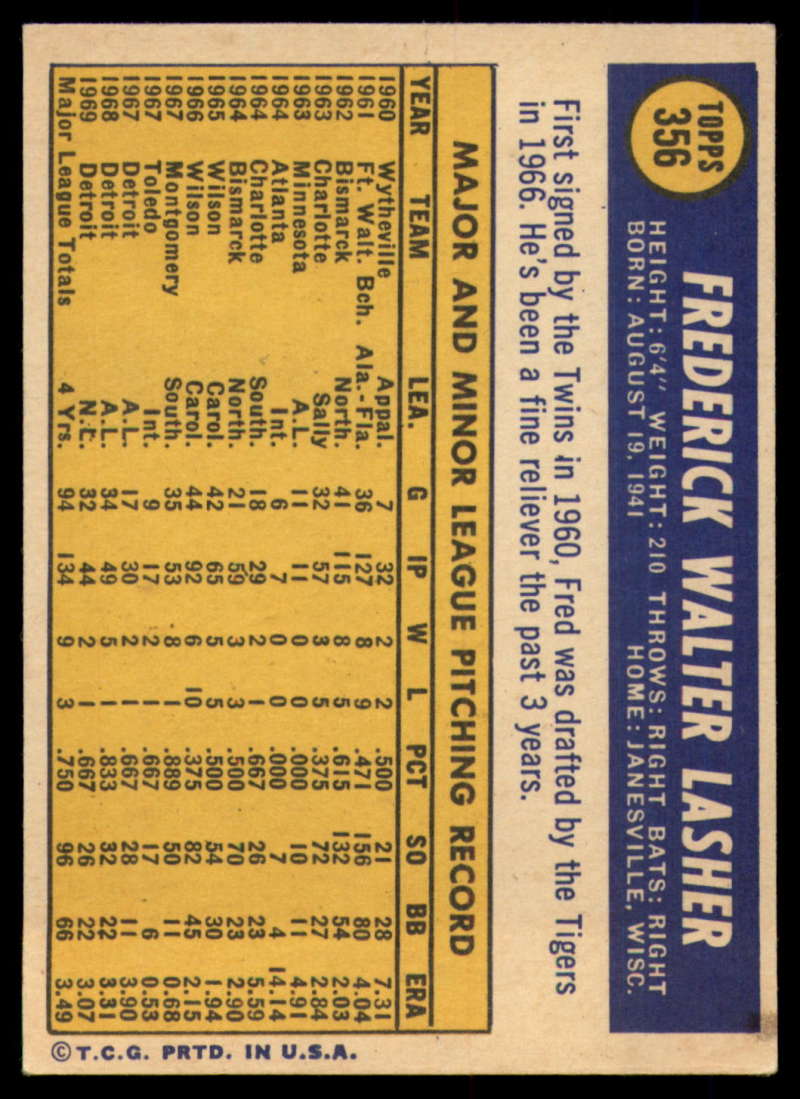 TOPPS
356
FREDERICK WALTER LASHER
HEIGHT: 6'4" WEIGHT: 210 THROWS: RIGHT BATS: RIGHT
BORN: AUGUST 19, 1941 HOME: JANESVILLE, WISC.
First signed by the Twins in 1960, Fred was drafted by the Tigers
in 1966. He's been a fine reliever the past 3 years.
MAJOR AND MINOR LEAGUE PITCHING RECORD
YEAR TEAM LEA. G IP W L PCT SO BB ERA
1960 Wytheville Appal. 7 32 2 2 .500 21 28 7.31
1961 Ft. Walt. Bch. Ala.-Fla. 36 127 8 9 .471 156 80 4.04
1962 Bismarck North. 41 115 8 5 .615 132 54 2.03
1963 Charlotte Sally 32 57 3 5 .375 72 27 2.84
1963 Minnesota A.L. 11 11 0 0 .000 10 11 4.91
1964 Atlanta Int. 6 7 0 0 .000 7 4 14.14
1964 Charlotte South. 18 29 2 1 .667 26 23 5.59
1964 Bismarck North. 21 59 3 3 .500 70 23 2.90
1965 Wilson Carol. 42 65 5 5 .500 54 30 1.94
1966 Wilson Carol. 44 92 6 10 .375 82 45 2.15
1967 Montgomery South. 35 53 8 1 .889 50 11 0.68
1967 Toledo Int. 9 17 2 1 .667 17 6 0.53
1967 Detroit A.L. 17 30 2 1 .667 28 11 3.90
1968 Detroit A.L. 34 49 5 1 .833 32 22 3.31
1969 Detroit N.L. 32 44 2 1 .667 26 22 3.07
Major League Totals 4 Yrs. 94 134 9 3 .750 96 66 3.49
© T.C.G. PRTD. IN U.S.A.